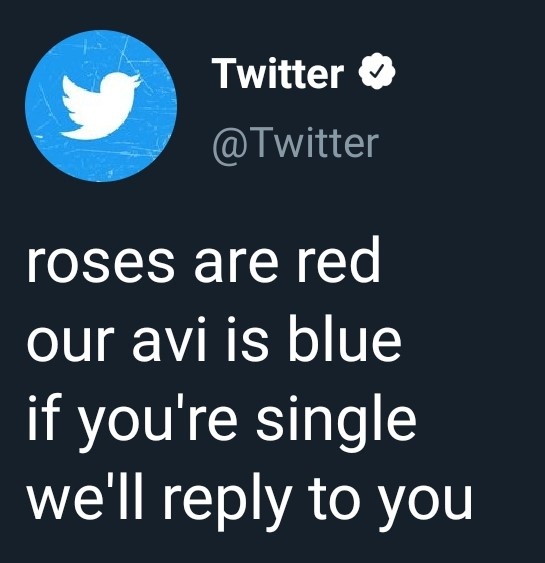 Twitter
@Twitter
roses are red
our avi is blue
if you're single
we'll reply to you